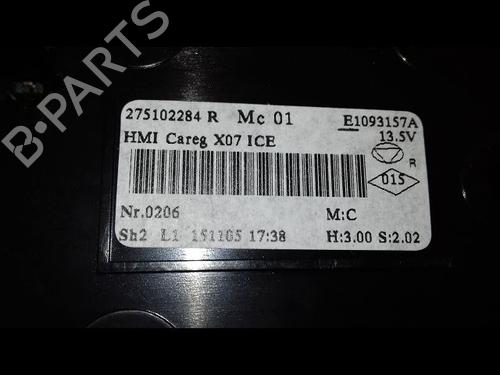 275102284 R Mc 01 E1093157A
HMI Careg X07 ICE 13.5V
R
015
Nr.0206 M:C
Sh2 L1 151105 17:38 H:3.00 S:2.02
B-PARTS